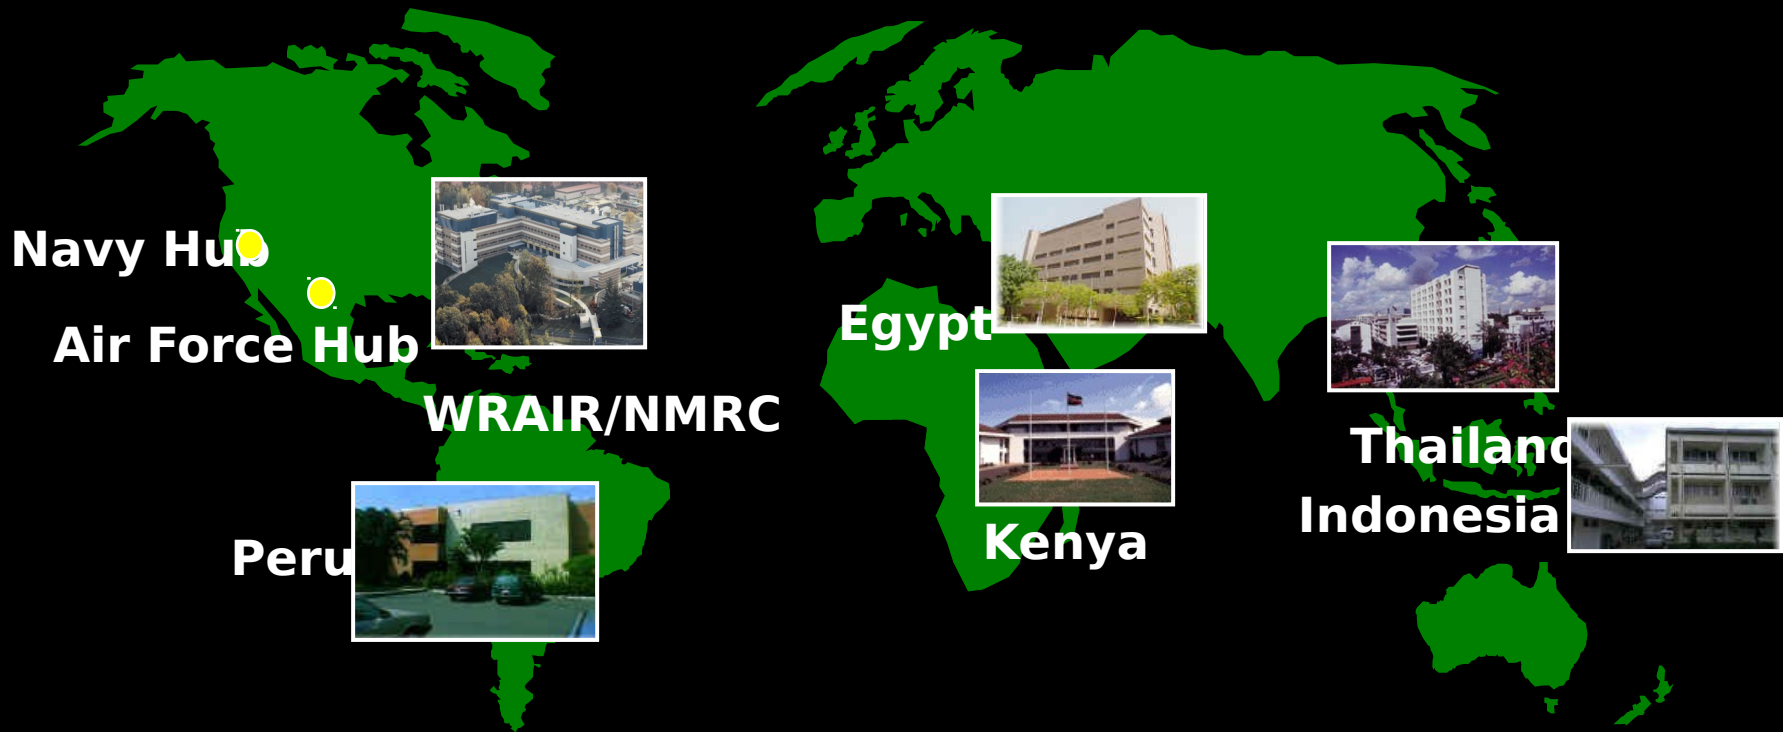 Navy Hub
Air Force Hub
WRAIR/NMRC
Peru
Egypt
Kenya
Thailand
Indonesia